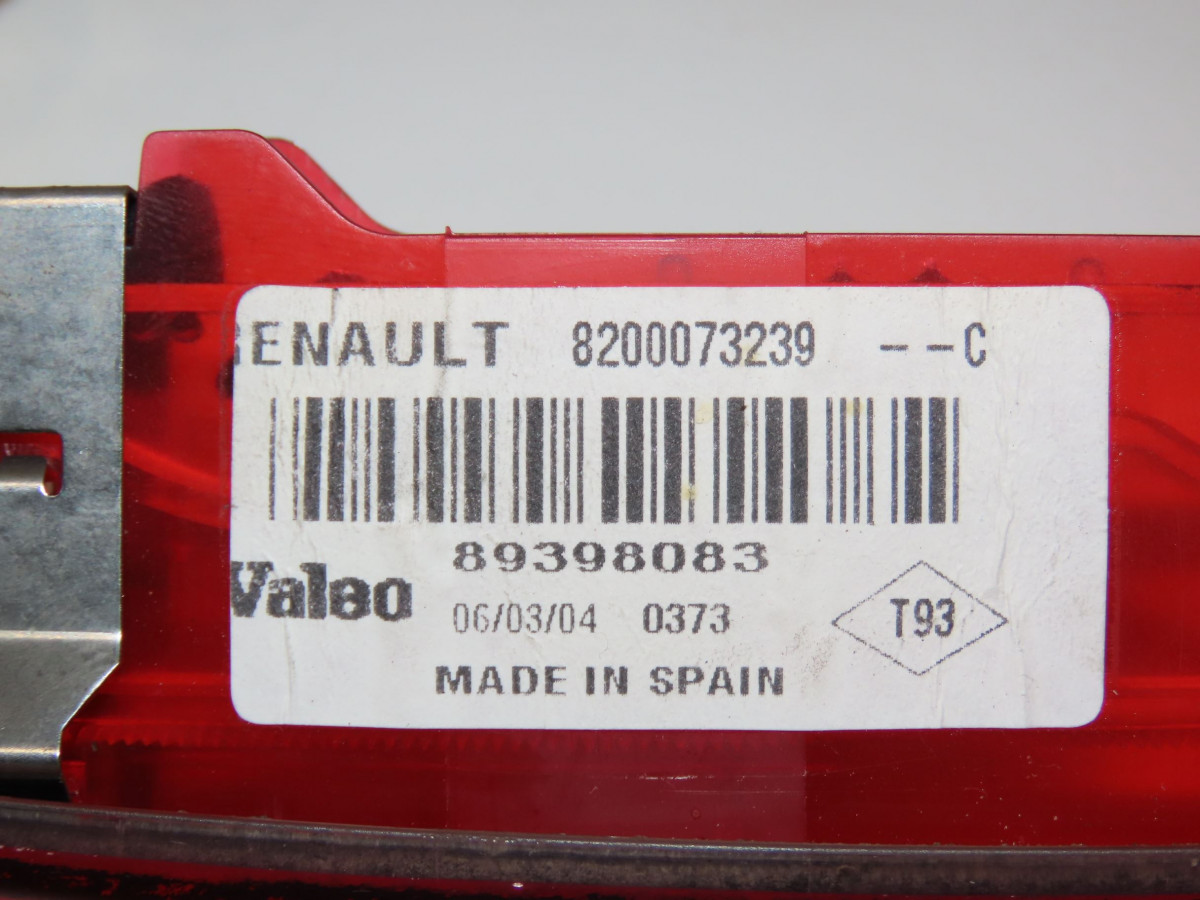 RENAULT 8200073239 --C
89398083
Valeo 06/03/04 0373 T93
MADE IN SPAIN